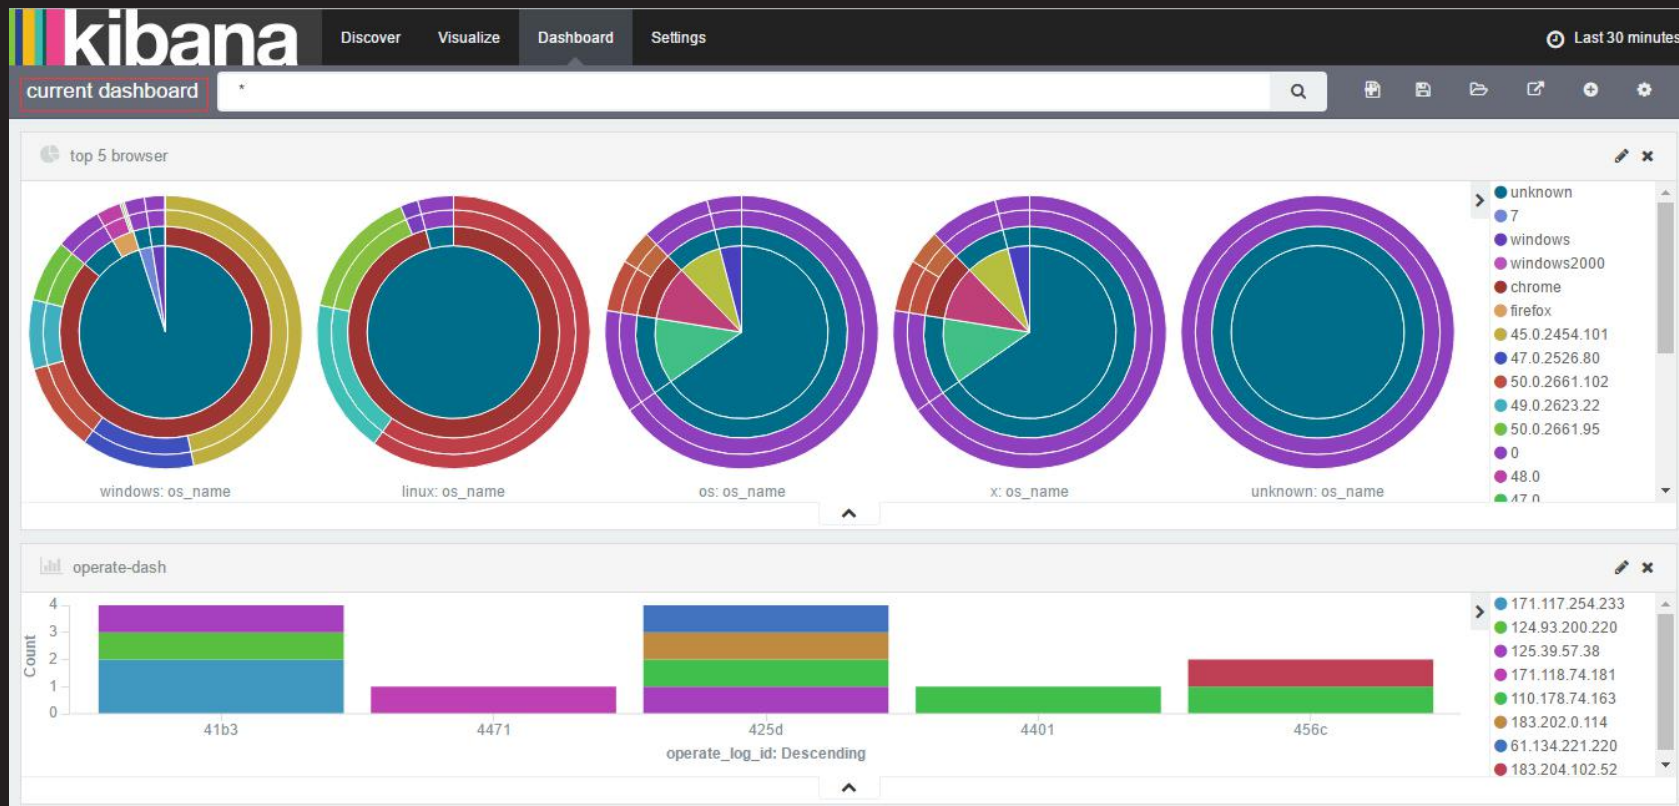 kibana
Discover Visualize Dashboard Settings Last 30 minutes
current dashboard *
top 5 browser
unknown
7
windows
windows2000
chrome
firefox
45.0.2454.101
47.0.2526.80
50.0.2661.102
49.0.2623.22
50.0.2661.95
0
48.0
47.0
windows: os_name linux: os_name os: os_name x: os_name unknown: os_name
operate-dash
Count
4
3
2
1
0
41b3 4471 425d 4401 456c
operate_log_id: Descending
171.117.254.233
124.93.200.220
125.39.57.38
171.118.74.181
110.178.74.163
183.202.0.114
61.134.221.220
183.204.102.52